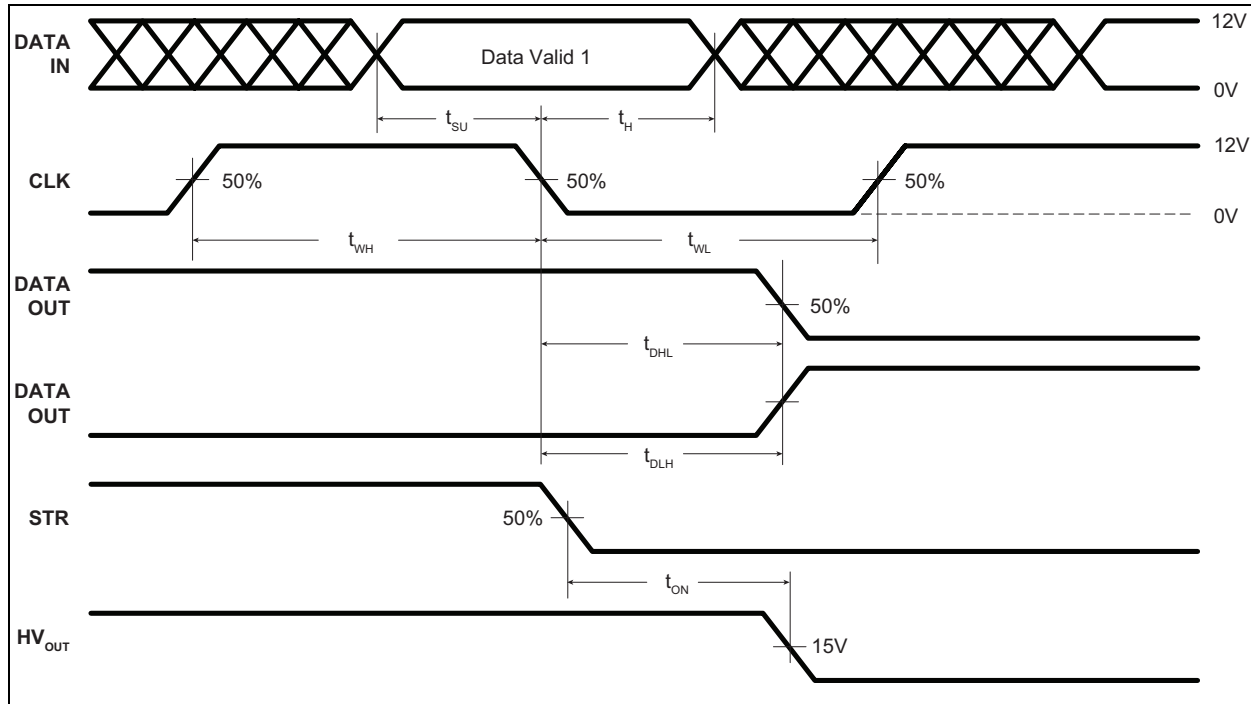 DATA
IN
Data Valid 1
12V
0V
tSU
tH
CLK
50%
50%
50%
12V
0V
tWH
tWL
DATA
OUT
50%
tDHL
DATA
OUT
tDLH
STR
50%
tON
HVOUT
15V